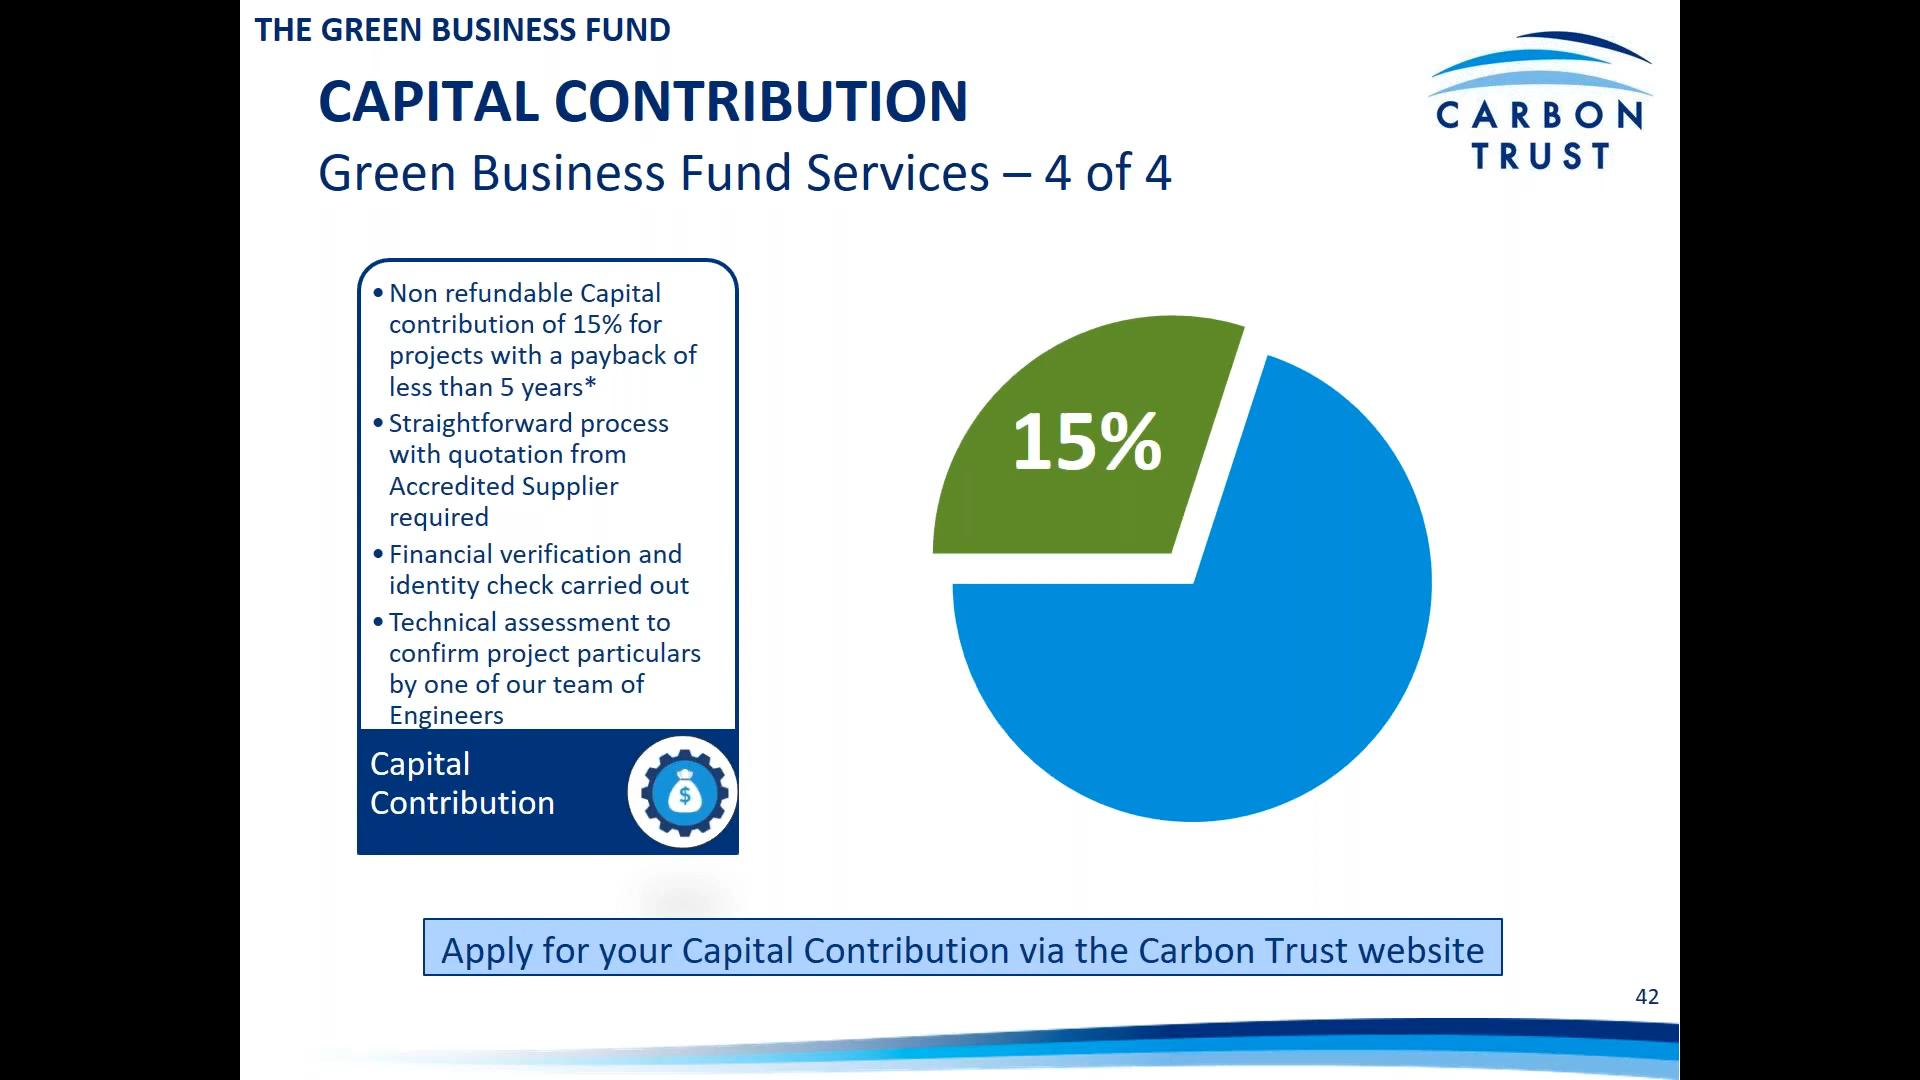 THE GREEN BUSINESS FUND
CAPITAL CONTRIBUTION
Green Business Fund Services – 4 of 4
CARBON
TRUST
• Non refundable Capital
contribution of 15% for
projects with a payback of
less than 5 years*
• Straightforward process
with quotation from
Accredited Supplier
required
• Financial verification and
identity check carried out
• Technical assessment to
confirm project particulars
by one of our team of
Engineers
Capital
Contribution
$
15%
Apply for your Capital Contribution via the Carbon Trust website
42